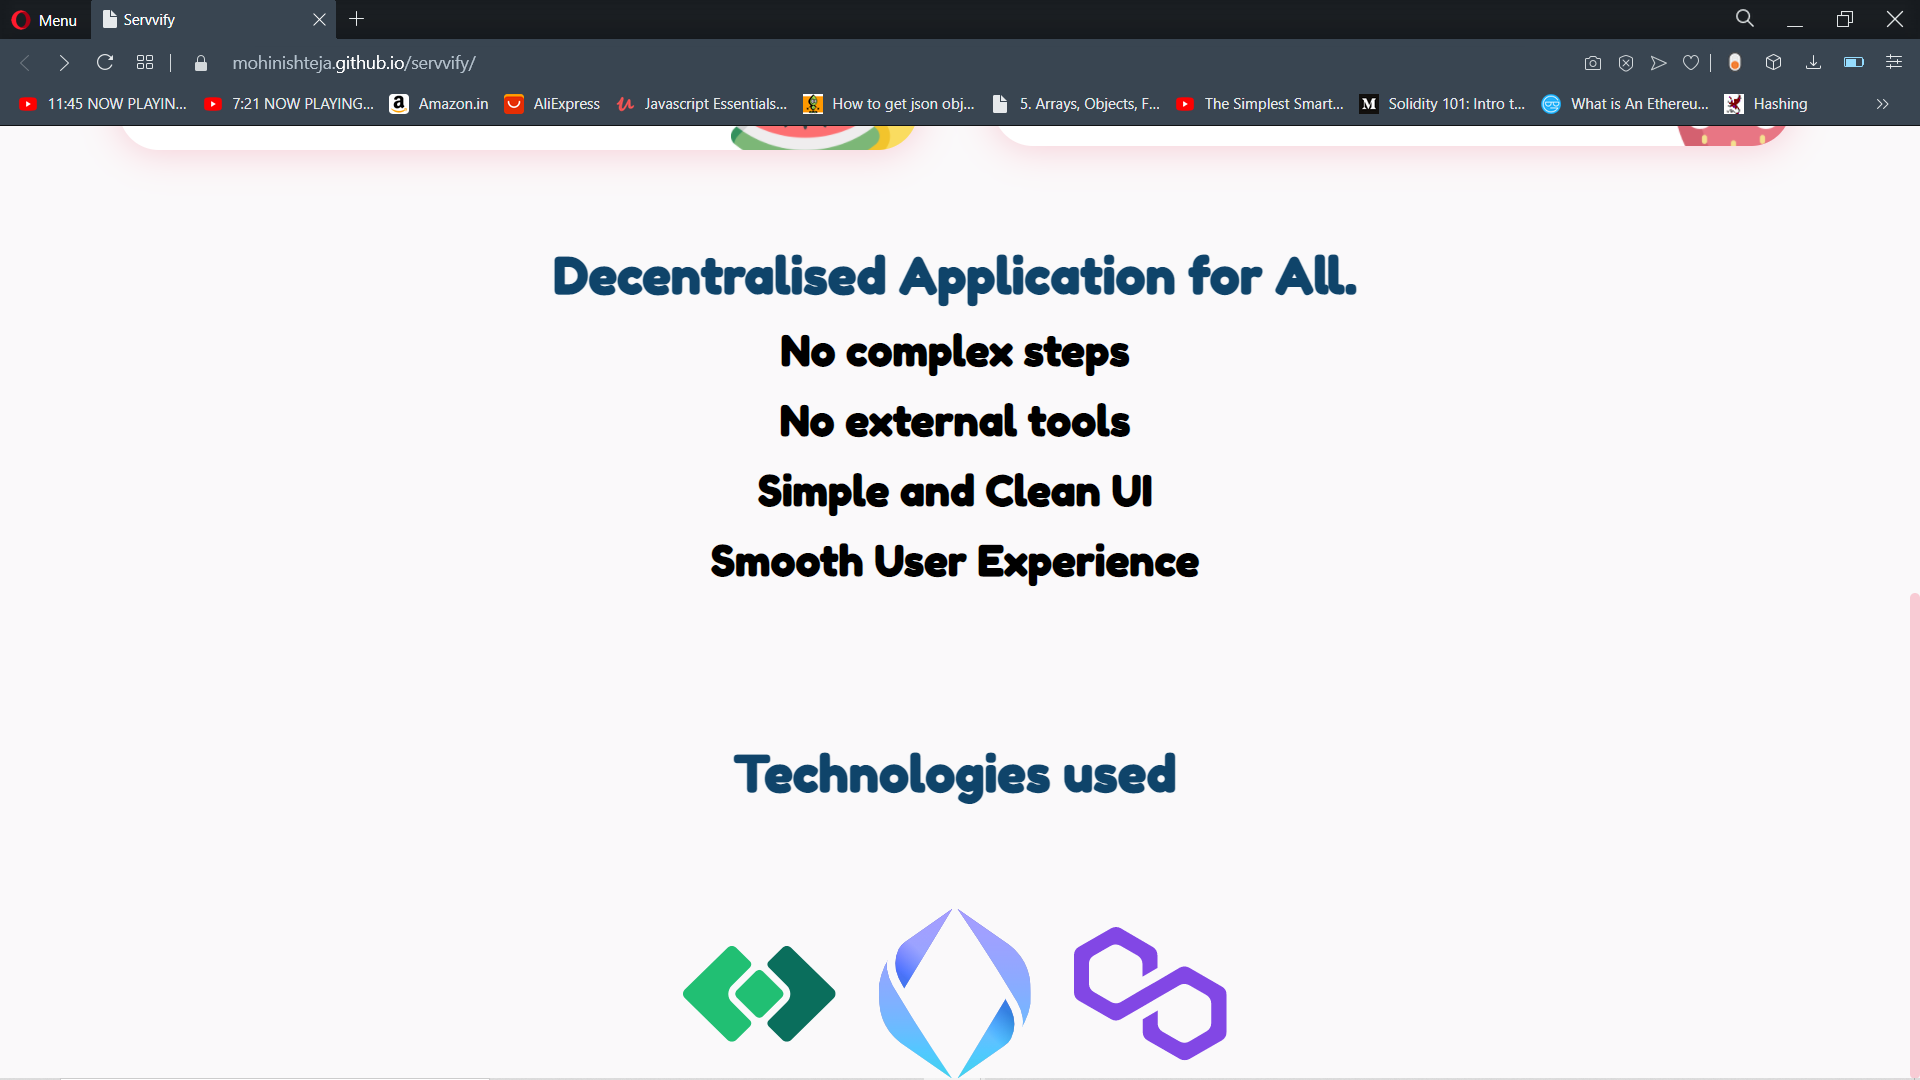 Menu
Servvify
mohinishteja.github.io/servvify/
11:45 NOW PLAYIN... 7:21 NOW PLAYING... Amazon.in AliExpress Javascript Essentials... How to get json obj... 5. Arrays, Objects, F... The Simplest Smart... Solidity 101: Intro t... What is An Ethereu... Hashing
Decentralised Application for All.
No complex steps
No external tools
Simple and Clean UI
Smooth User Experience
Technologies used